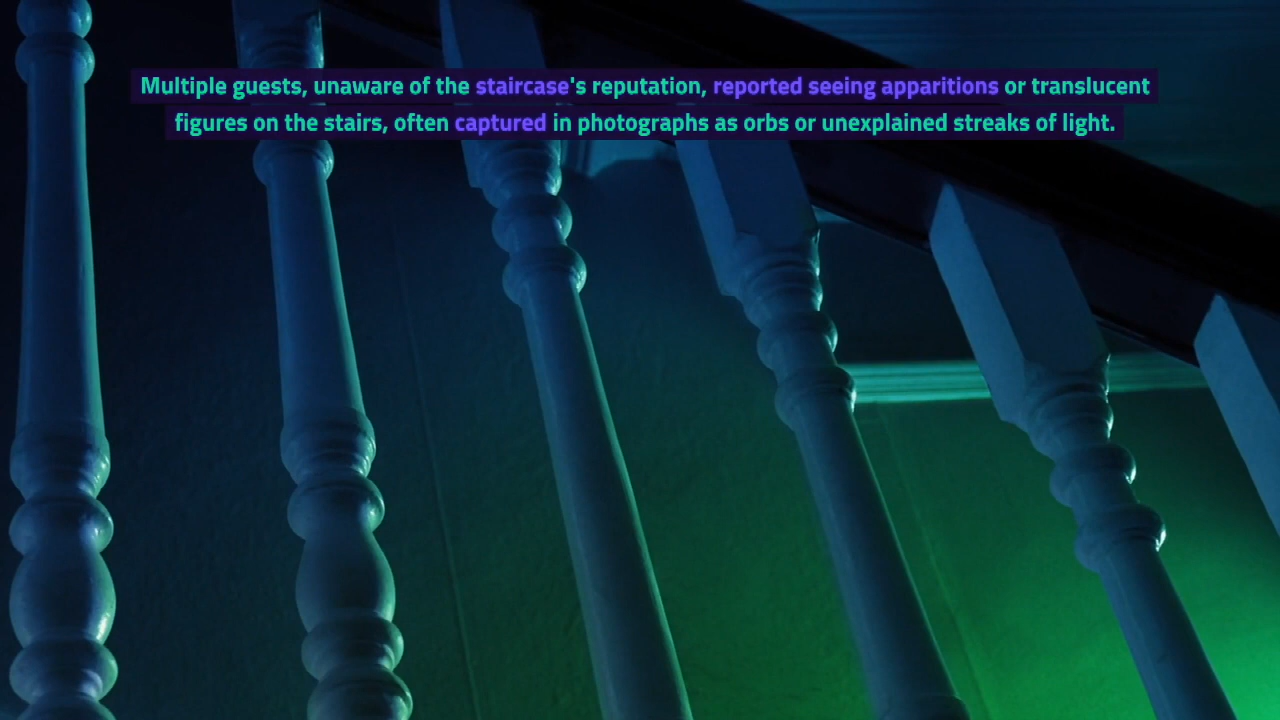 Multiple guests, unaware of the staircase's reputation, reported seeing apparitions or translucent
figures on the stairs, often captured in photographs as orbs or unexplained streaks of light.